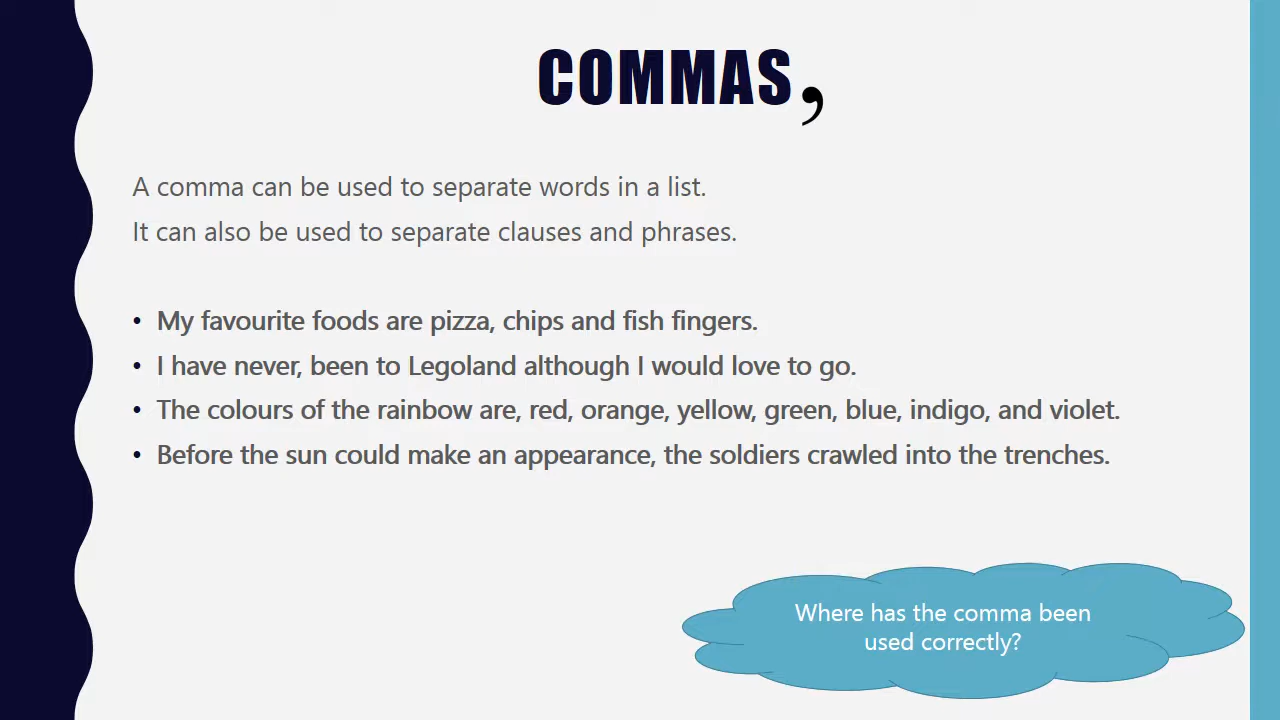 COMMAS,
A comma can be used to separate words in a list.
It can also be used to separate clauses and phrases.
• My favourite foods are pizza, chips and fish fingers.
• I have never, been to Legoland although I would love to go.
• The colours of the rainbow are, red, orange, yellow, green, blue, indigo, and violet.
• Before the sun could make an appearance, the soldiers crawled into the trenches.
Where has the comma been
used correctly?